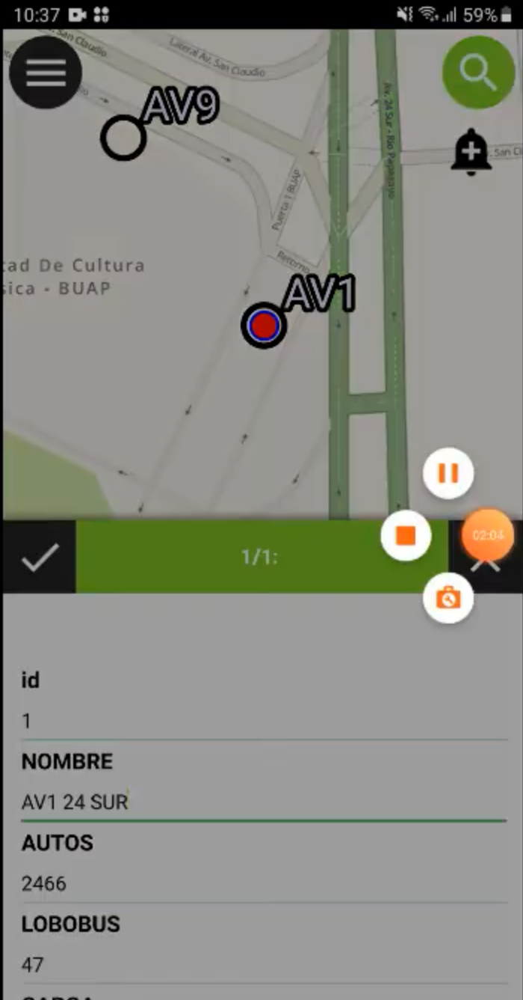 10:37
59%
San Claudio
Lateral Av. San Claudio
AV9
Av. 24 Sur - Rio Papagayo
. San Cl
Puerta 1 BUAP
Retorno
tad De Cultura
sica - BUAP
AV1
02:04
1/1:
id
1
NOMBRE
AV1 24 SUR
AUTOS
2466
LOBOBUS
47
CARGA